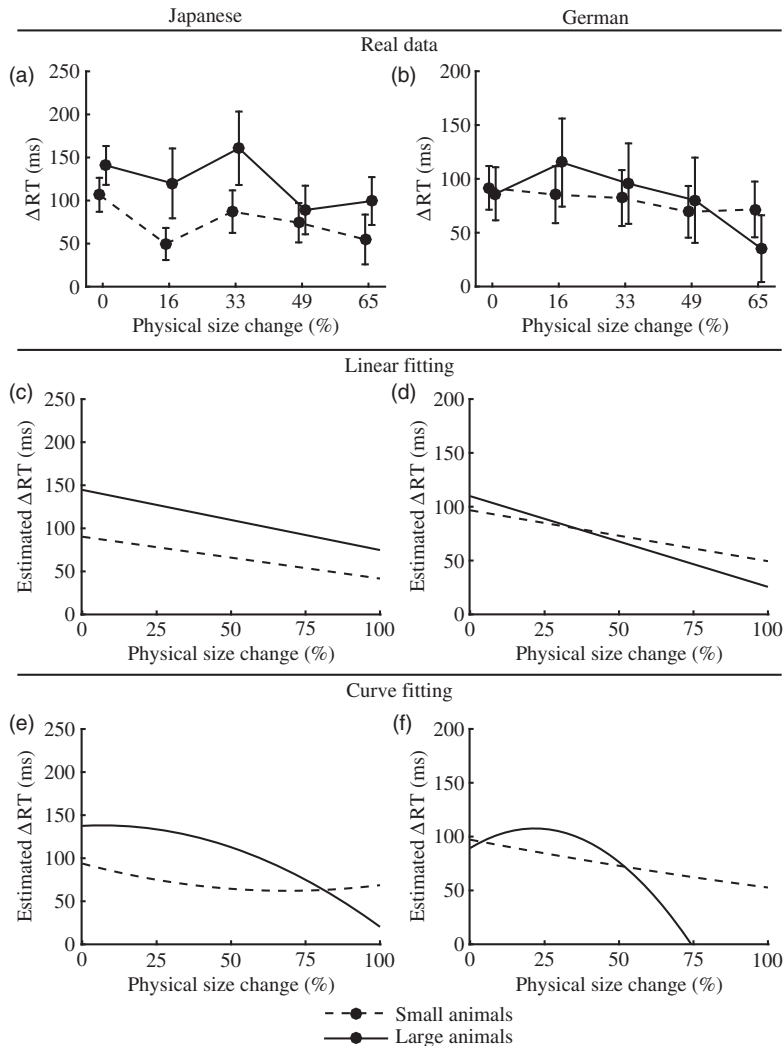 Japanese German
Real data
(a) (b)
250 200
200 150
150 100
100 50
50 0
0
ΔRT (ms) ΔRT (ms)
0 16 33 49 65 0 16 33 49 65
Physical size change (%) Physical size change (%)
Linear fitting
(c) (d)
250 200
200 150
150 100
100 50
50 0
0
Estimated ΔRT (ms) Estimated ΔRT (ms)
0 25 50 75 100 0 25 50 75 100
Physical size change (%) Physical size change (%)
Curve fitting
(e) (f)
250 200
200 150
150 100
100 50
50 0
0
Estimated ΔRT (ms) Estimated ΔRT (ms)
0 25 50 75 100 0 25 50 75 100
Physical size change (%) Physical size change (%)
Small animals
Large animals